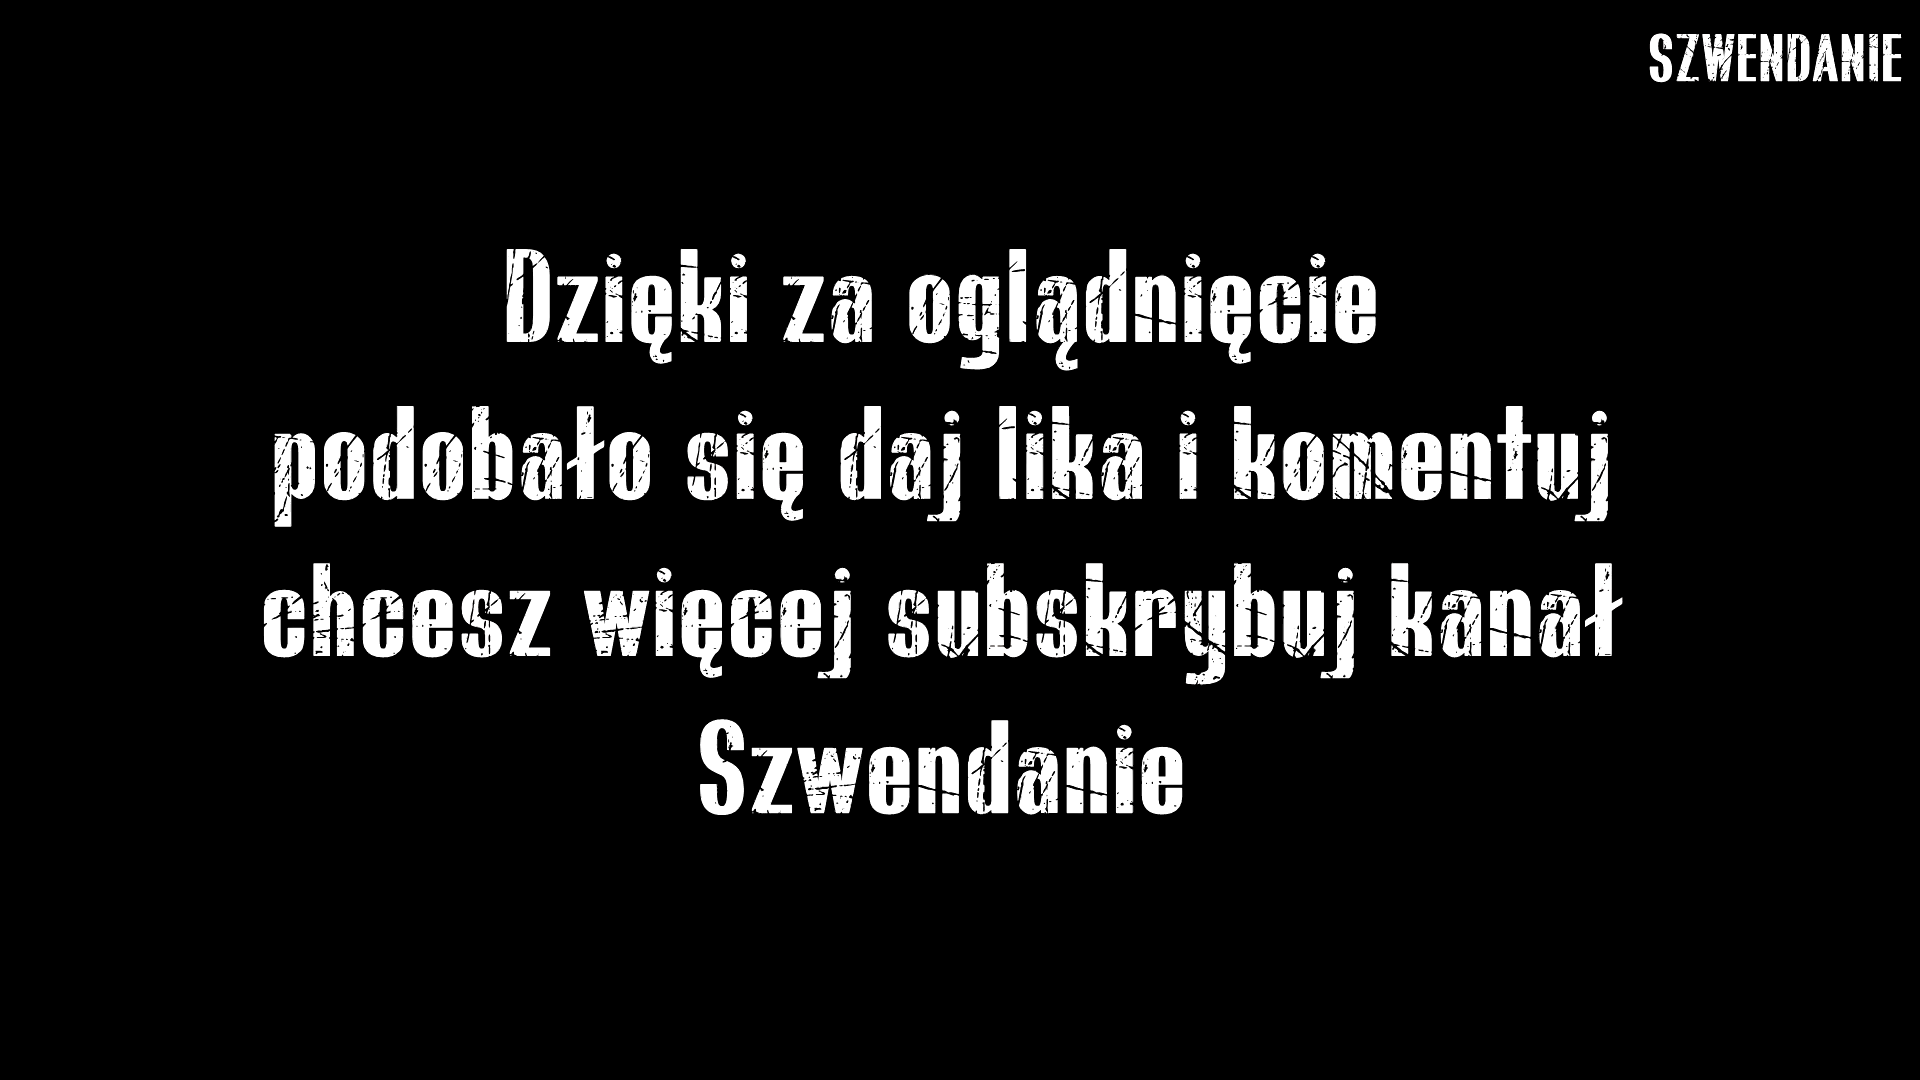 SZWENDANIE
Dzięki za oglądnięcie
podobało się daj lika i komentuj
chcesz więcej subskrybuj kanał
Szwendanie